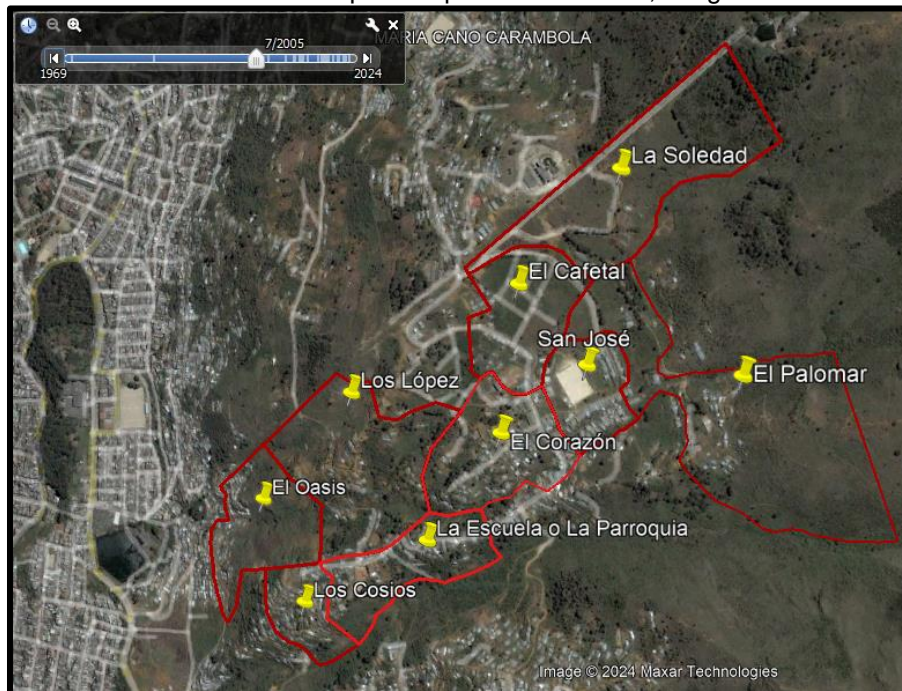 7/2005
MARIA CANO CARAMBOLA
1969
2024
La Soledad
El Cafetal
San José
El Palomar
Los López
El Corazón
El Oasis
La Escuela o La Parroquia
Los Cosios
Image © 2024 Maxar Technologies